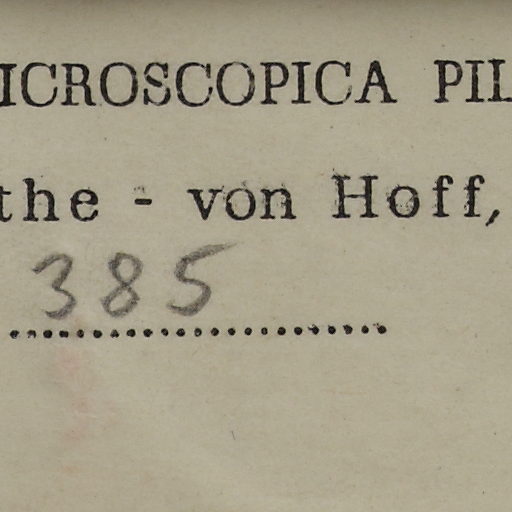 ICROSCOPICA PIL
the - von Hoff,
385